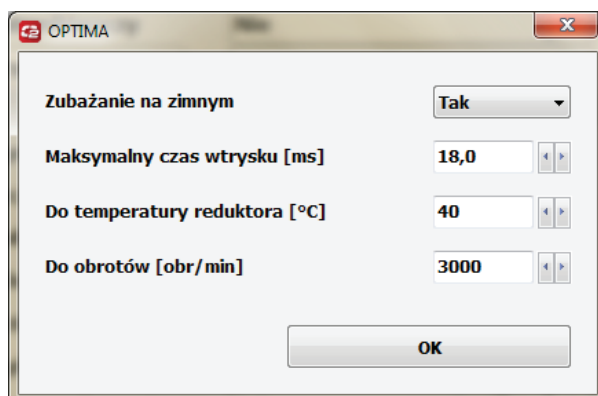 OPTIMA
Zubażanie na zimnym Tak
Maksymalny czas wtrysku [ms] 18,0
Do temperatury reduktora [°C] 40
Do obrotów [obr/min] 3000
OK